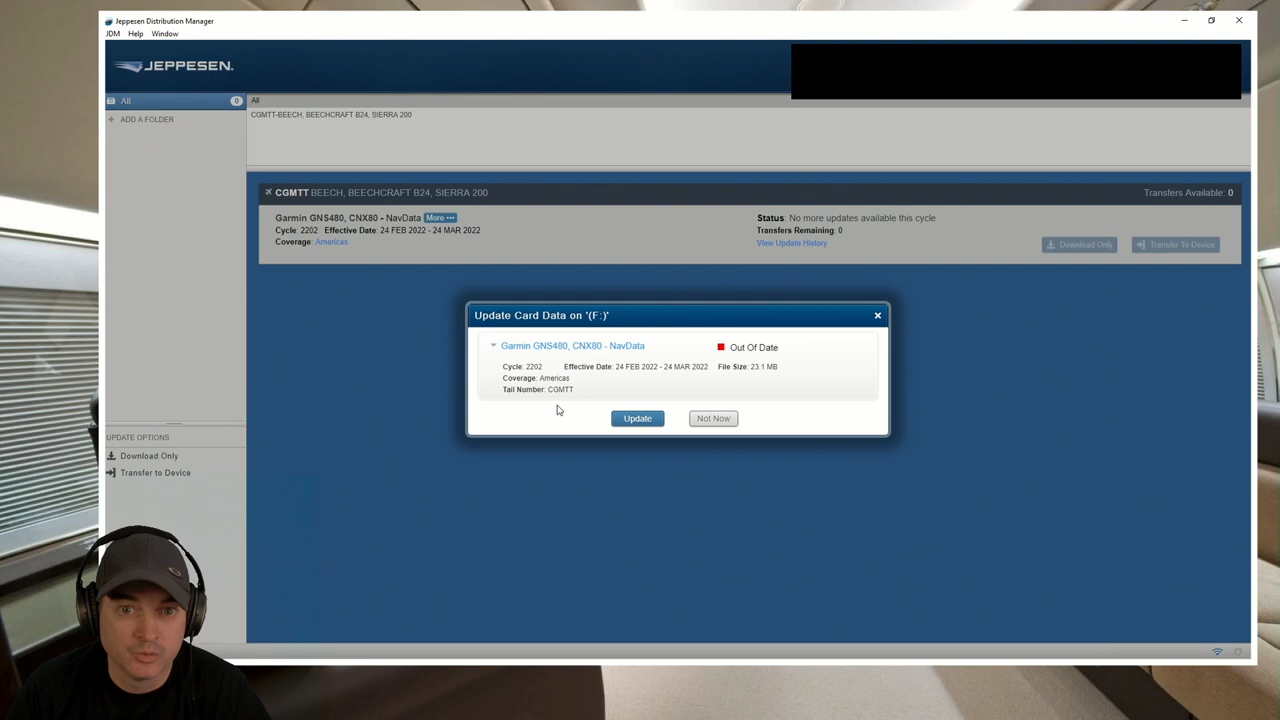 Jeppesen Distribution Manager
JDM Help Window
JEPPESEN.
All 0
ADD A FOLDER
All
CGMTT-BEECH, BEECHCRAFT B24, SIERRA 200
CGMTT BEECH, BEECHCRAFT B24, SIERRA 200 Transfers Available: 0
Garmin GNS480, CNX80 - NavData More ••• Status: No more updates available this cycle
Cycle: 2202 Effective Date: 24 FEB 2022 - 24 MAR 2022 Transfers Remaining: 0
Coverage: Americas View Update History Download Only Transfer To Device
Update Card Data on '(F:)'
Garmin GNS480, CNX80 - NavData Out Of Date
Cycle: 2202 Effective Date: 24 FEB 2022 - 24 MAR 2022 File Size: 23.1 MB
Coverage: Americas
Tail Number: CGMTT
Update Not Now
UPDATE OPTIONS
Download Only
Transfer to Device